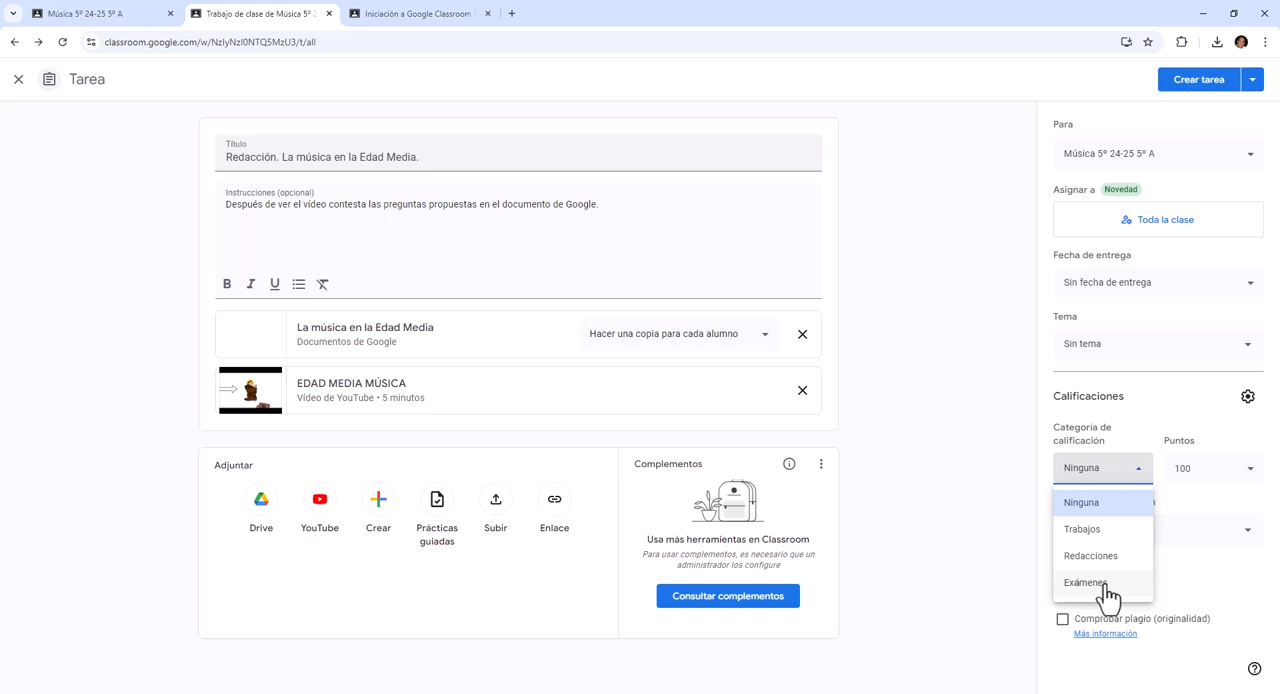 Música 5º 24-25 5º A
Trabajo de clase de Música 5º 2
Iniciación a Google Classroom
classroom.google.com/w/NzIyNzI0NTQ5MzU3/t/all
Tarea
Crear tarea
Título
Redacción. La música en la Edad Media.
Instrucciones (opcional)
Después de ver el vídeo contesta las preguntas propuestas en el documento de Google.
B I U
La música en la Edad Media
Documentos de Google
Hacer una copia para cada alumno
EDAD MEDIA MÚSICA
Vídeo de YouTube • 5 minutos
Adjuntar
Drive
YouTube
Crear
Prácticas
guiadas
Subir
Enlace
Complementos
Usa más herramientas en Classroom
Para usar complementos, es necesario que un
administrador los configure
Consultar complementos
Para
Música 5º 24-25 5º A
Asignar a Novedad
Toda la clase
Fecha de entrega
Sin fecha de entrega
Tema
Sin tema
Calificaciones
Categoría de
calificación
Puntos
Ninguna
100
Ninguna
Trabajos
Redacciones
Exámenes
Comprobar plagio (originalidad)
Más información